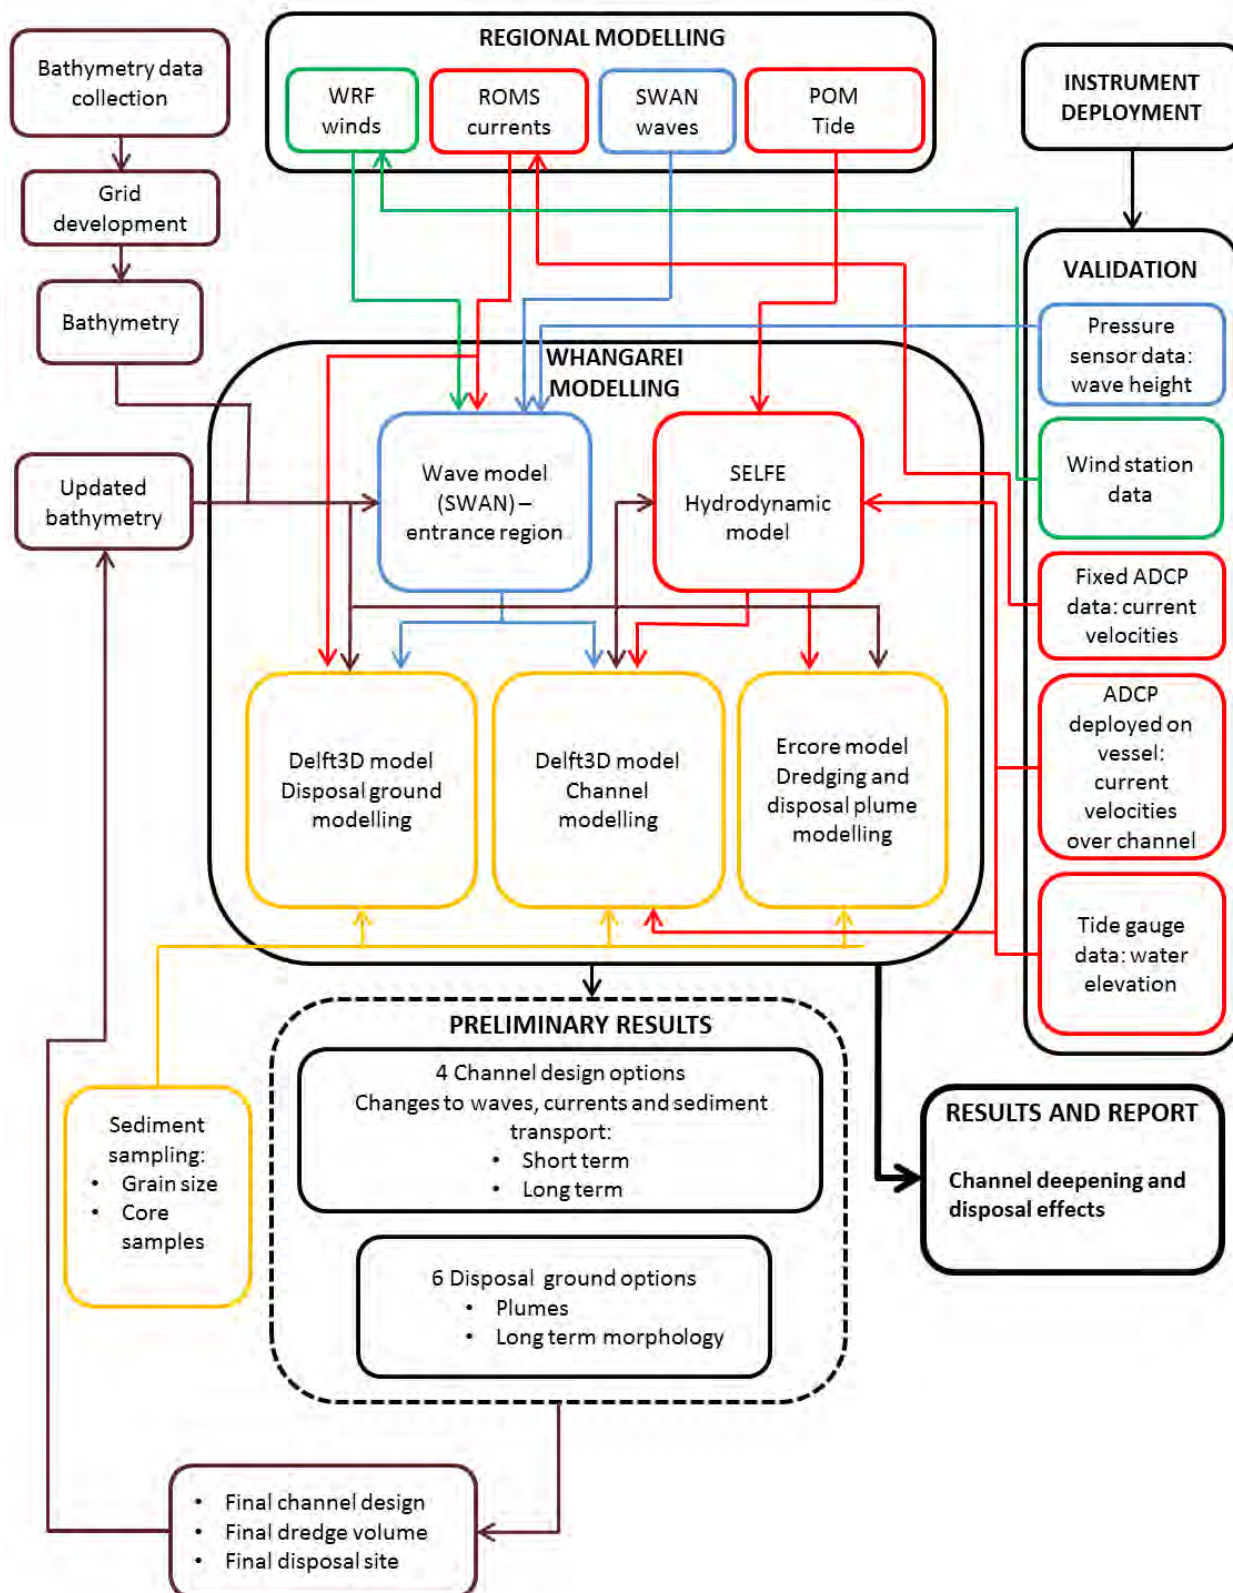 REGIONAL MODELLING
Bathymetry data
collection
WRF
winds
ROMS
currents
SWAN
waves
POM
Tide
INSTRUMENT
DEPLOYMENT
Grid
development
Bathymetry
VALIDATION
Pressure
sensor data:
wave height
Wind station
data
Fixed ADCP
data: current
velocities
ADCP
deployed on
vessel:
current
velocities
over channel
Tide gauge
data: water
elevation
WHANGAREI
MODELLING
Updated
bathymetry
Wave model
(SWAN) –
entrance region
SELFE
Hydrodynamic
model
Delft3D model
Disposal ground
modelling
Delft3D model
Channel
modelling
Ercore model
Dredging and
disposal plume
modelling
PRELIMINARY RESULTS
4 Channel design options
Changes to waves, currents and sediment
transport:
• Short term
• Long term
6 Disposal ground options
• Plumes
• Long term morphology
Sediment
sampling:
• Grain size
• Core
samples
RESULTS AND REPORT
Channel deepening and
disposal effects
• Final channel design
• Final dredge volume
• Final disposal site